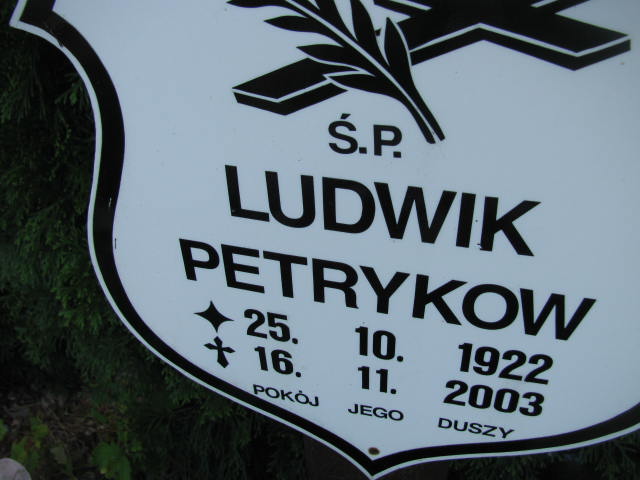 Ś.P.
LUDWIK
PETRYKOW
25. 10. 1922
16. 11. 2003
POKÓJ JEGO DUSZY